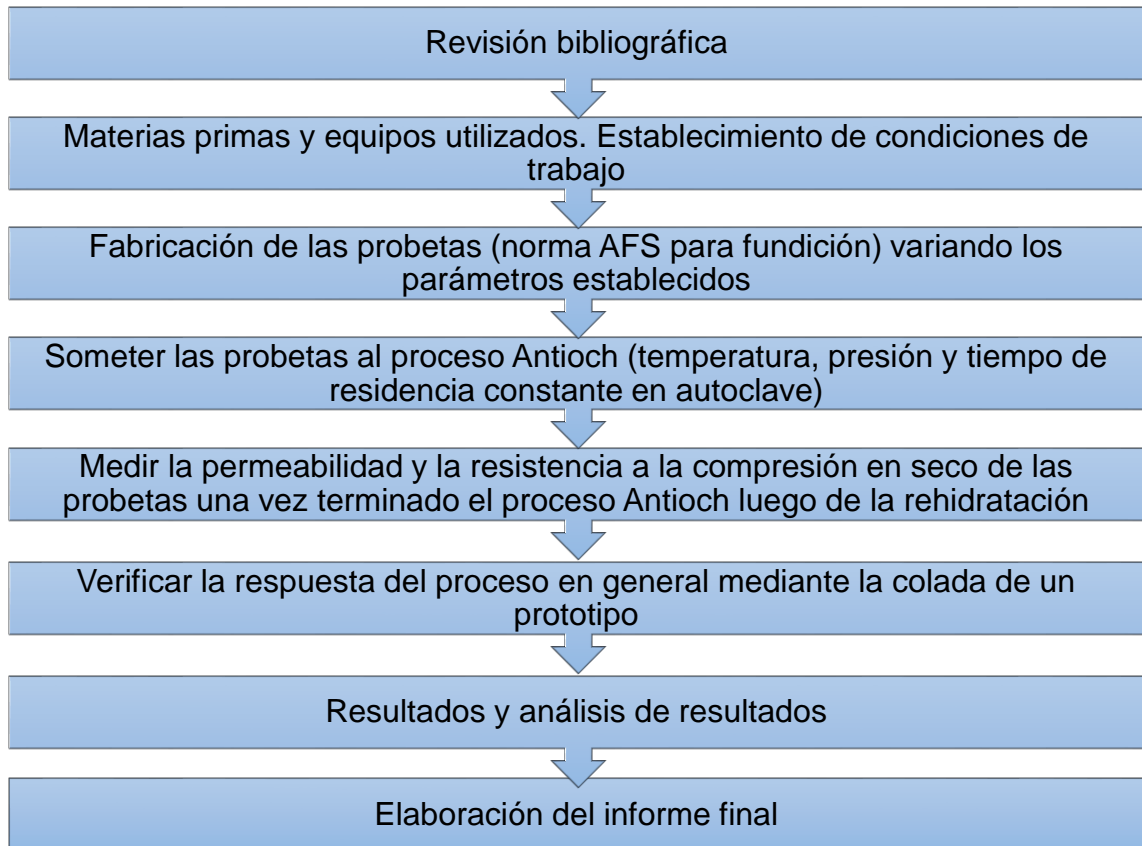 Revisión bibliográfica
Materias primas y equipos utilizados. Establecimiento de condiciones de
trabajo
Fabricación de las probetas (norma AFS para fundición) variando los
parámetros establecidos
Someter las probetas al proceso Antioch (temperatura, presión y tiempo de
residencia constante en autoclave)
Medir la permeabilidad y la resistencia a la compresión en seco de las
probetas una vez terminado el proceso Antioch luego de la rehidratación
Verificar la respuesta del proceso en general mediante la colada de un
prototipo
Resultados y análisis de resultados
Elaboración del informe final